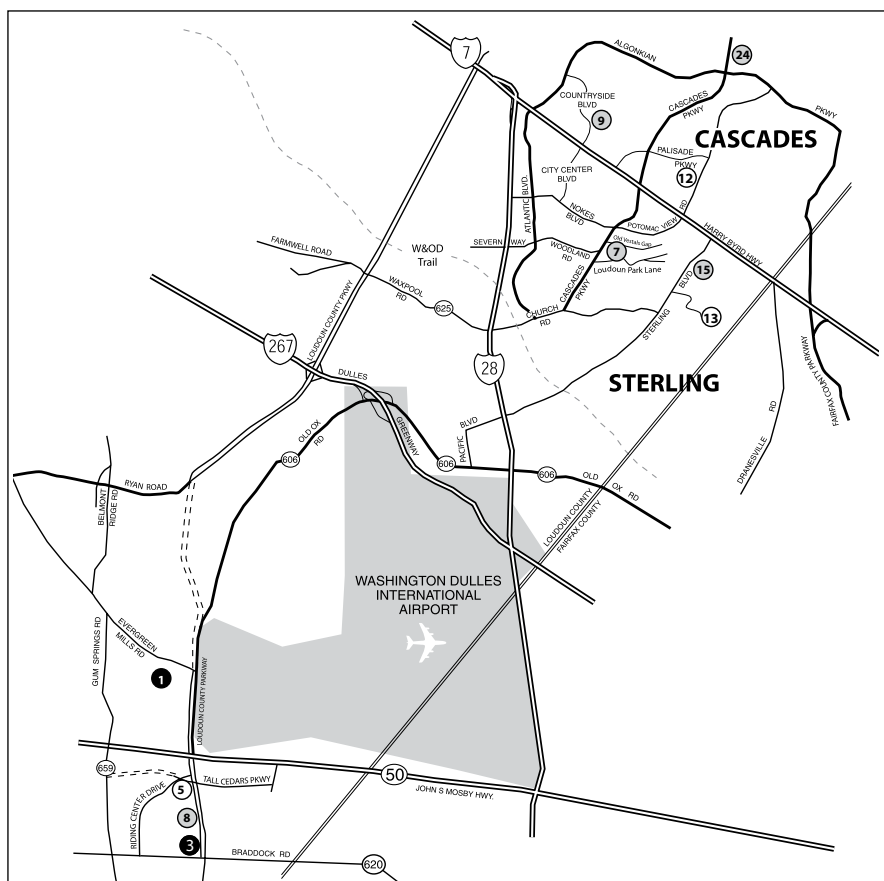 7
ALGONKIAN
24
COUNTRYSIDE
BLVD
9
CASCADES
PKWY
PKWY
CASCADES
PALISADE
PKWY
12
CITY CENTER
BLVD
ATLANTIC BLVD.
NOKES
BLVD
POTOMAC VIEW
RD
HARRY BYRD HWY
FARMWELL ROAD
W&OD
Trail
SEVERN WAY
WOODLAND
RD
Old Vestals Gap
7
Loudoun Park Lane
15
WAXPOOL
RD
625
CASCADES
PKWY
CHURCH
RD
STERLING
BLVD
13
LOUDOUN COUNTY PKWY
267
28
STERLING
DULLES
GREENWAY
FAIRFAX COUNTY PARKWAY
DRANESVILLE
RD
OLD OX
RD
606
PACIFIC
BLVD
606
606
OLD
OX RD
RYAN ROAD
BELMONT
RIDGE RD
LOUDOUN COUNTY
FAIRFAX COUNTY
WASHINGTON DULLES
INTERNATIONAL
AIRPORT
GUM SPRINGS RD
EVERGREEN
MILLS RD
1
LOUDOUN COUNTY PARKWAY
659
50
JOHN S MOSBY HWY.
TALL CEDARS PKWY
5
RIDING CENTER DRIVE
8
3
BRADDOCK RD
620